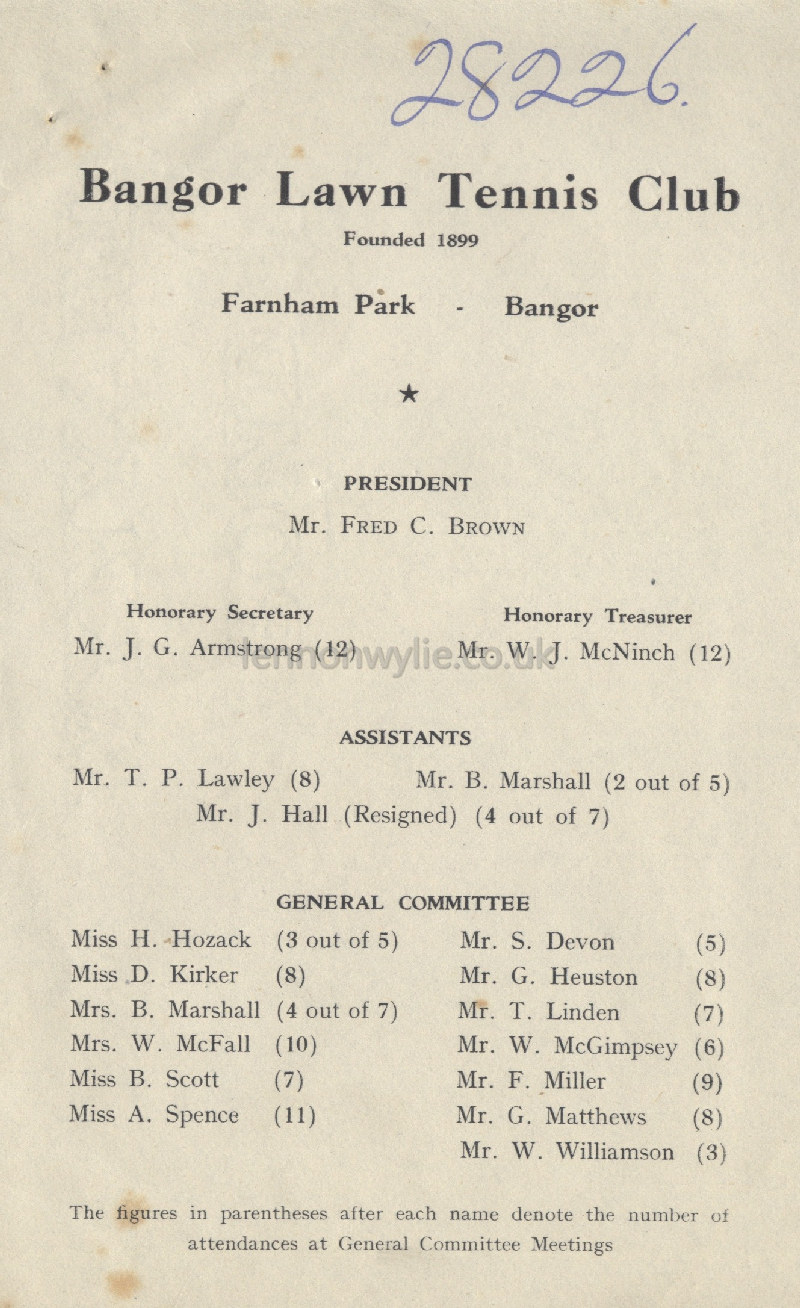 28226.
Bangor Lawn Tennis Club
Founded 1899
Farnham Park - Bangor
★
PRESIDENT
Mr. FRED C. BROWN
Honorary Secretary Honorary Treasurer
Mr. J. G. Armstrong (12) Mr. W. J. McNinch (12)
lennonwylie.co.uk
ASSISTANTS
Mr. T. P. Lawley (8) Mr. B. Marshall (2 out of 5)
Mr. J. Hall (Resigned) (4 out of 7)
GENERAL COMMITTEE
Miss H. Hozack (3 out of 5) Mr. S. Devon (5)
Miss D. Kirker (8) Mr. G. Heuston (8)
Mrs. B. Marshall (4 out of 7) Mr. T. Linden (7)
Mrs. W. McFall (10) Mr. W. McGimpsey (6)
Miss B. Scott (7) Mr. F. Miller (9)
Miss A. Spence (11) Mr. G. Matthews (8)
Mr. W. Williamson (3)
The figures in parentheses after each name denote the number of
attendances at General Committee Meetings